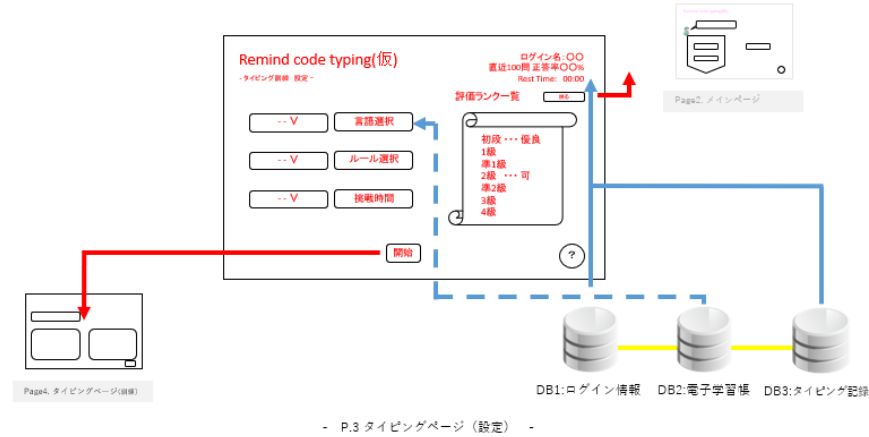 Remind code typing(仮)
-タイピング訓練 設定-
ログイン名:〇〇
直近100問 正答率〇〇%
Rest Time: 00:00
評価ランク一覧
戻る
-- V
言語選択
-- V
ルール選択
-- V
挑戦時間
初段・・・優良
1級
準1級
2級 ・・・可
準2級
3級
4級
開始
?
Page2. メインページ
Page4. タイピングページ(訓練)
DB1:ログイン情報
DB2:電子学習帳
DB3:タイピング記録
- P.3 タイピングページ(設定) -